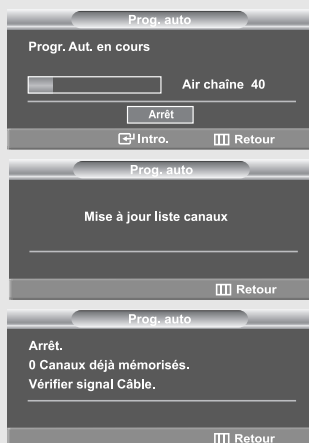 Prog. auto
Progr. Aut. en cours
Air chaîne 40
Arrêt
Intro. Retour
Prog. auto
Mise à jour liste canaux
Retour
Prog. auto
Arrêt.
0 Canaux déjà mémorisés.
Vérifier signal Câble.
Retour